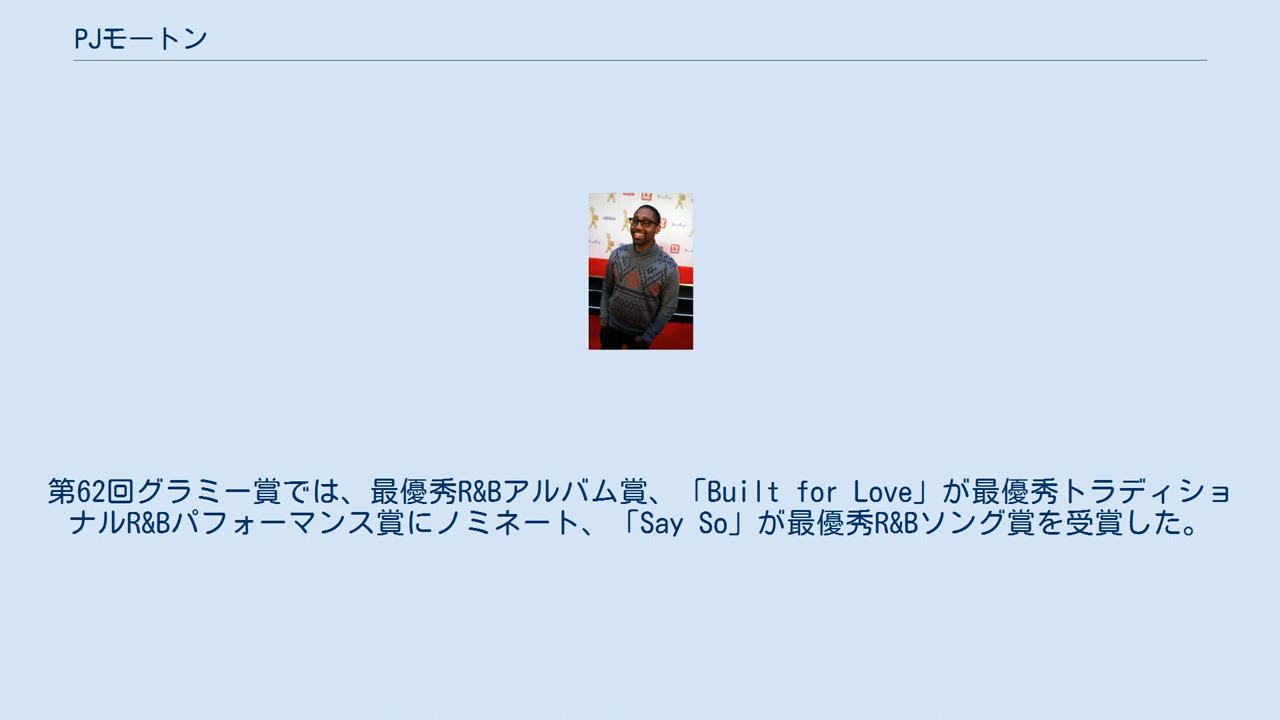 PJモートン
第62回グラミー賞では、最優秀R&Bアルバム賞、「Built for Love」が最優秀トラディショ
ナルR&Bパフォーマンス賞にノミネート、「Say So」が最優秀R&Bソング賞を受賞した。